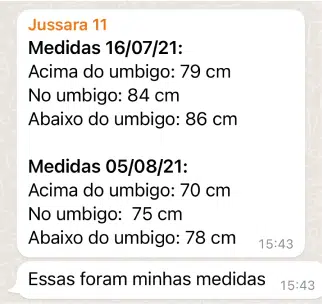 Jussara 11
Medidas 16/07/21:
Acima do umbigo: 79 cm
No umbigo: 84 cm
Abaixo do umbigo: 86 cm
Medidas 05/08/21:
Acima do umbigo: 70 cm
No umbigo: 75 cm
Abaixo do umbigo: 78 cm
15:43
Essas foram minhas medidas
15:43